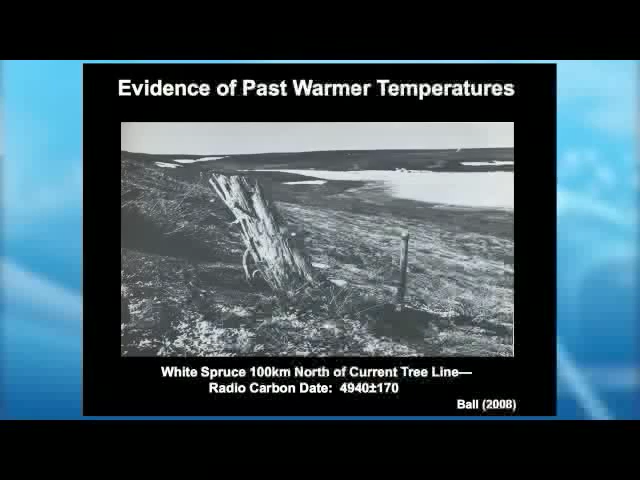 Evidence of Past Warmer Temperatures
White Spruce 100km North of Current Tree Line—
Radio Carbon Date: 4940±170
Ball (2008)